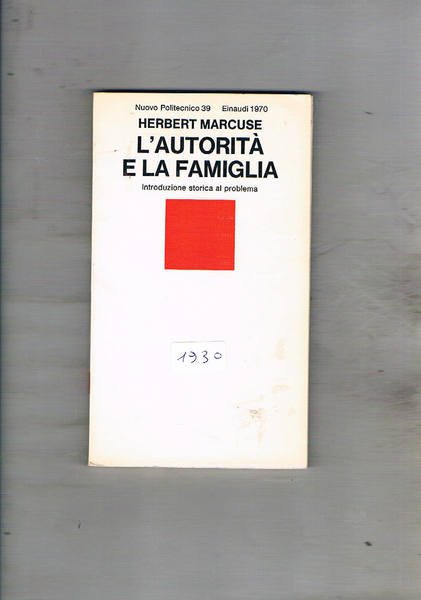 Nuovo Politecnico 39 Einaudi 1970
HERBERT MARCUSE
L'AUTORITÀ
E LA FAMIGLIA
Introduzione storica al problema
1930